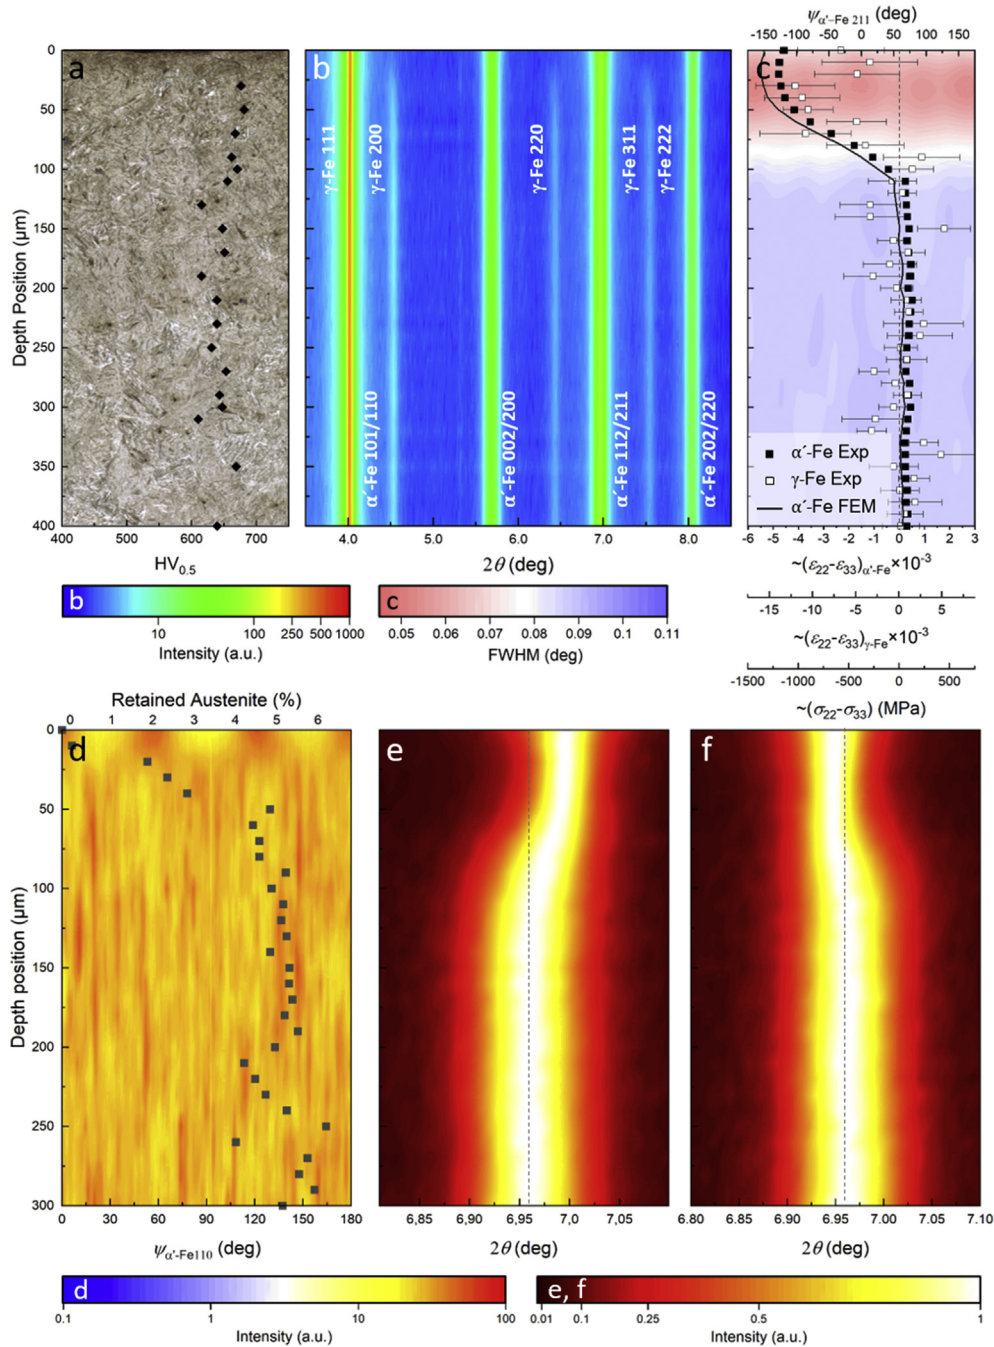 ψα′-Fe 211 (deg)
-150 -100 -50 0 50 100 150
a
b
c
0
50
100
150
200
250
300
350
400
Depth Position (μm)
γ-Fe 111
γ-Fe 200
γ-Fe 220
γ-Fe 311
γ-Fe 222
α′-Fe 101/110
α′-Fe 002/200
α′-Fe 112/211
α′-Fe 202/220
α′-Fe Exp
γ-Fe Exp
α′-Fe FEM
400 500 600 700
4.0 5.0 6.0 7.0 8.0
-6 -5 -4 -3 -2 -1 0 1 2 3
HV0.5
2θ (deg)
~(ε22-ε33)α′-Fe×10-3
b
10 100 250 500 1000
Intensity (a.u.)
c
0.05 0.06 0.07 0.08 0.09 0.1 0.11
FWHM (deg)
-15 -10 -5 0 5
~(ε22-ε33)γ-Fe×10-3
-1500 -1000 -500 0 500
~(σ22-σ33) (MPa)
Retained Austenite (%)
0 1 2 3 4 5 6
d
e
f
0
50
100
150
200
250
300
Depth position (μm)
0 30 60 90 120 150 180
6,85 6,90 6,95 7,0 7,05
6.80 6.85 6.90 6.95 7.00 7.05 7.10
ψα′-Fe110 (deg)
2θ (deg)
2θ (deg)
d
0.1 1 10 100
Intensity (a.u.)
e, f
0.01 0.1 0.25 0.5 1
Intensity (a.u.)